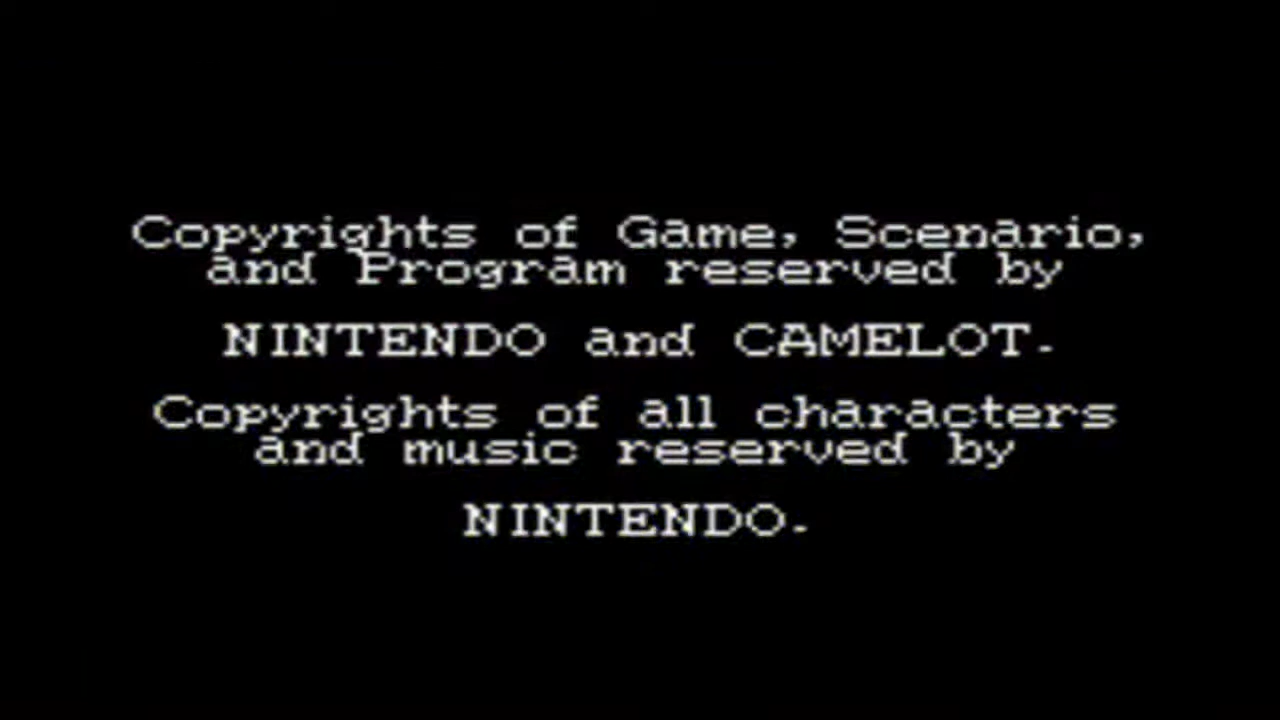 Copyrights of Game, Scenario,
and Program reserved by
NINTENDO and CAMELOT.
Copyrights of all characters
and music reserved by
NINTENDO.